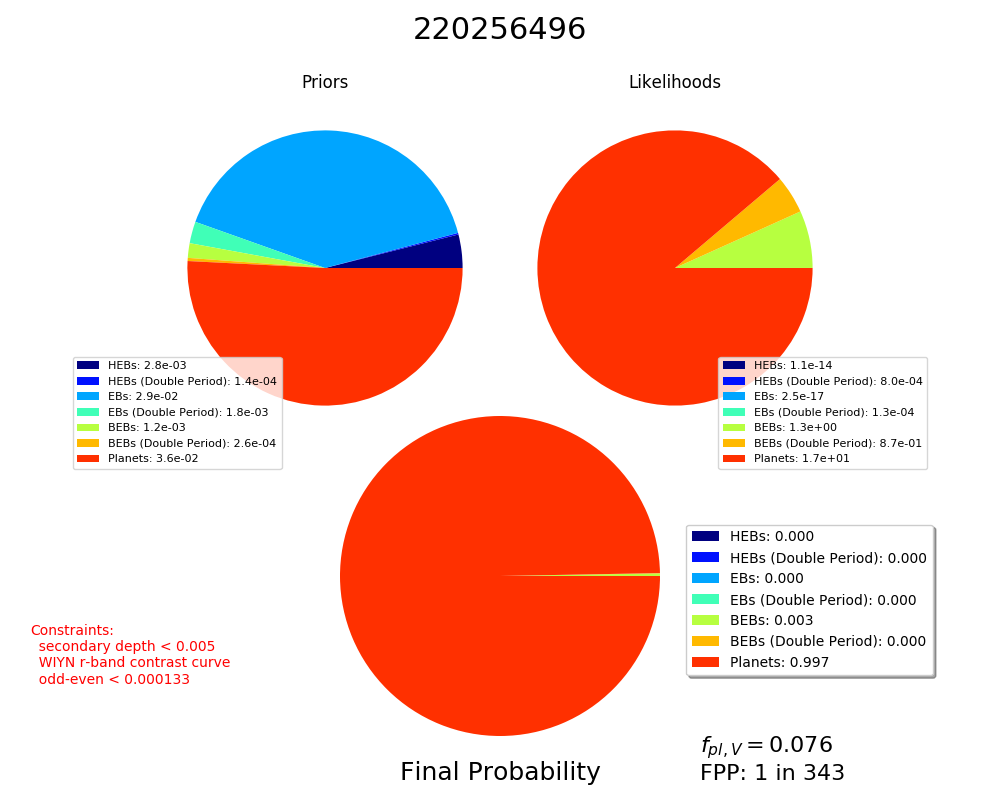 220256496
Priors
Likelihoods
HEBs: 2.8e-03
HEBs (Double Period): 1.4e-04
EBs: 2.9e-02
EBs (Double Period): 1.8e-03
BEBs: 1.2e-03
BEBs (Double Period): 2.6e-04
Planets: 3.6e-02
HEBs: 1.1e-14
HEBs (Double Period): 8.0e-04
EBs: 2.5e-17
EBs (Double Period): 1.3e-04
BEBs: 1.3e+00
BEBs (Double Period): 8.7e-01
Planets: 1.7e+01
HEBs: 0.000
HEBs (Double Period): 0.000
EBs: 0.000
EBs (Double Period): 0.000
BEBs: 0.003
BEBs (Double Period): 0.000
Planets: 0.997
Constraints:
secondary depth < 0.005
WIYN r-band contrast curve
odd-even < 0.000133
Final Probability
f_{pl, V} = 0.076
FPP: 1 in 343